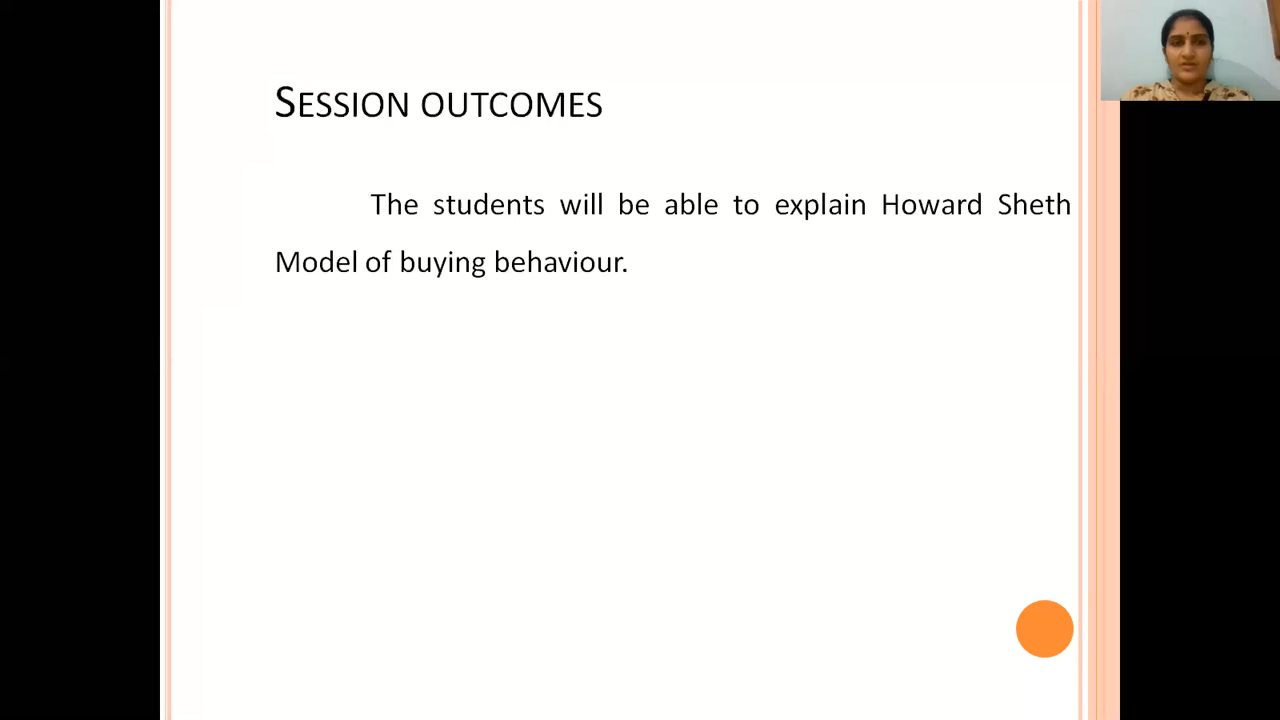 SESSION OUTCOMES
The students will be able to explain Howard Sheth
Model of buying behaviour.